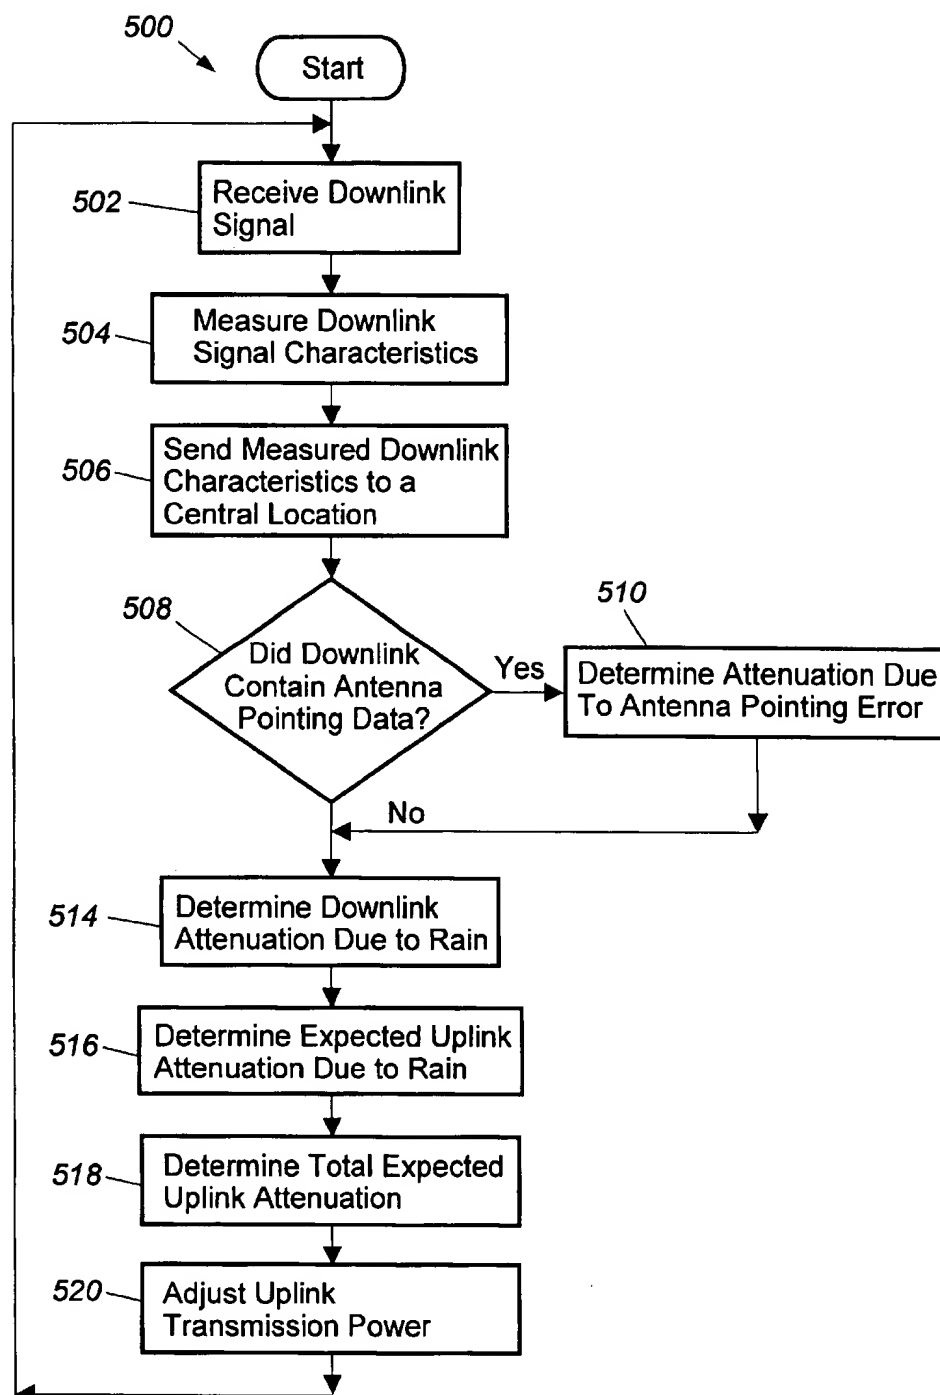 500
Start
502
Receive Downlink
Signal
504
Measure Downlink
Signal Characteristics
506
Send Measured Downlink
Characteristics to a
Central Location
508
Did Downlink
Contain Antenna
Pointing Data?
Yes
510
Determine Attenuation Due
To Antenna Pointing Error
No
514
Determine Downlink
Attenuation Due to Rain
516
Determine Expected Uplink
Attenuation Due to Rain
518
Determine Total Expected
Uplink Attenuation
520
Adjust Uplink
Transmission Power